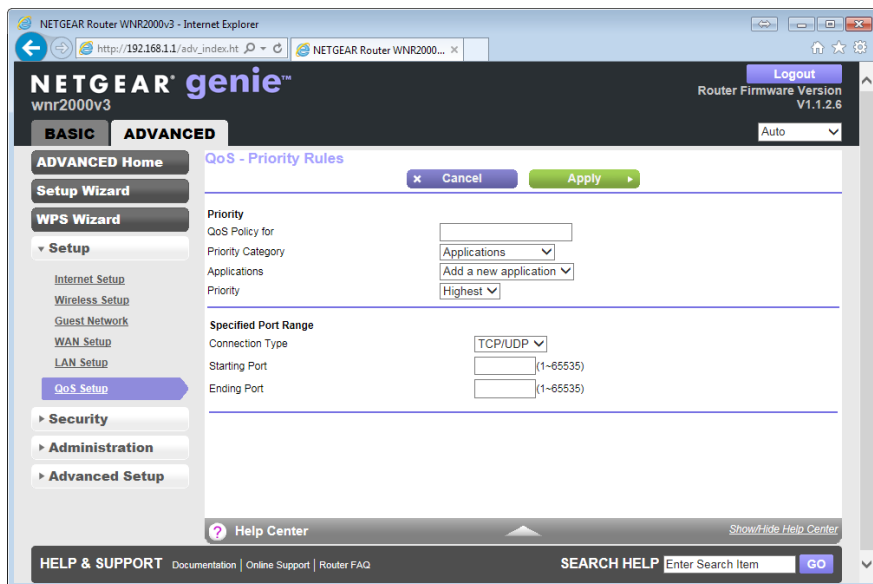 NETGEAR Router WNR2000v3 - Internet Explorer
http://192.168.1.1/adv_index.ht
NETGEAR Router WNR2000...
NETGEAR® genie™
wnr2000v3
Logout
Router Firmware Version
V1.1.2.6
BASIC
ADVANCED
Auto
ADVANCED Home
Setup Wizard
WPS Wizard
Setup
Internet Setup
Wireless Setup
Guest Network
WAN Setup
LAN Setup
QoS Setup
Security
Administration
Advanced Setup
QoS - Priority Rules
x Cancel
Apply
Priority
QoS Policy for
Priority Category Applications
Applications Add a new application
Priority Highest
Specified Port Range
Connection Type TCP/UDP
Starting Port (1~65535)
Ending Port (1~65535)
? Help Center
Show/Hide Help Center
HELP & SUPPORT Documentation | Online Support | Router FAQ
SEARCH HELP Enter Search Item GO